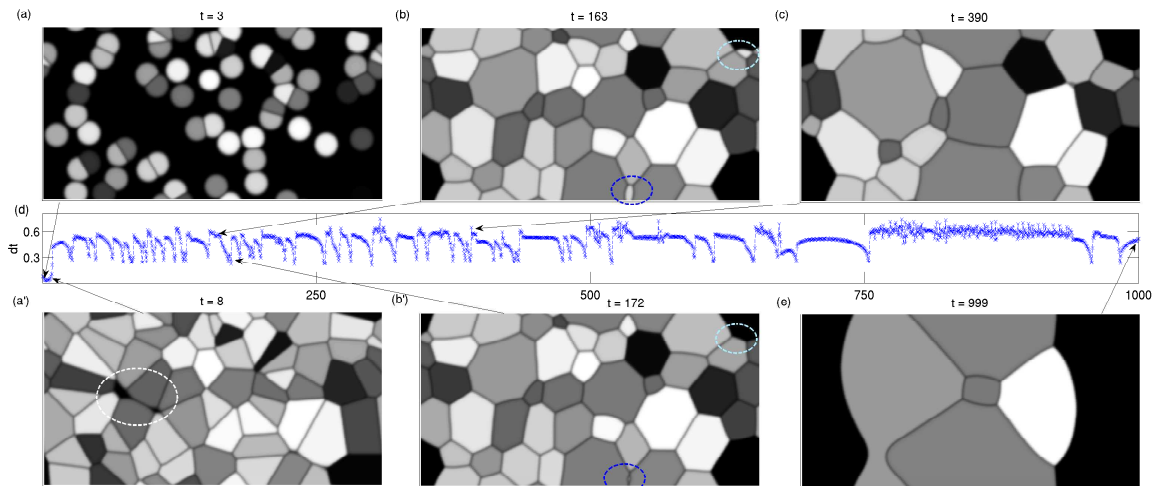 (a) t = 3
(b) t = 163
(c) t = 390
(d)
dt
0.6
0.3
250 500 750 1000
(a') t = 8
(b') t = 172
(e) t = 999